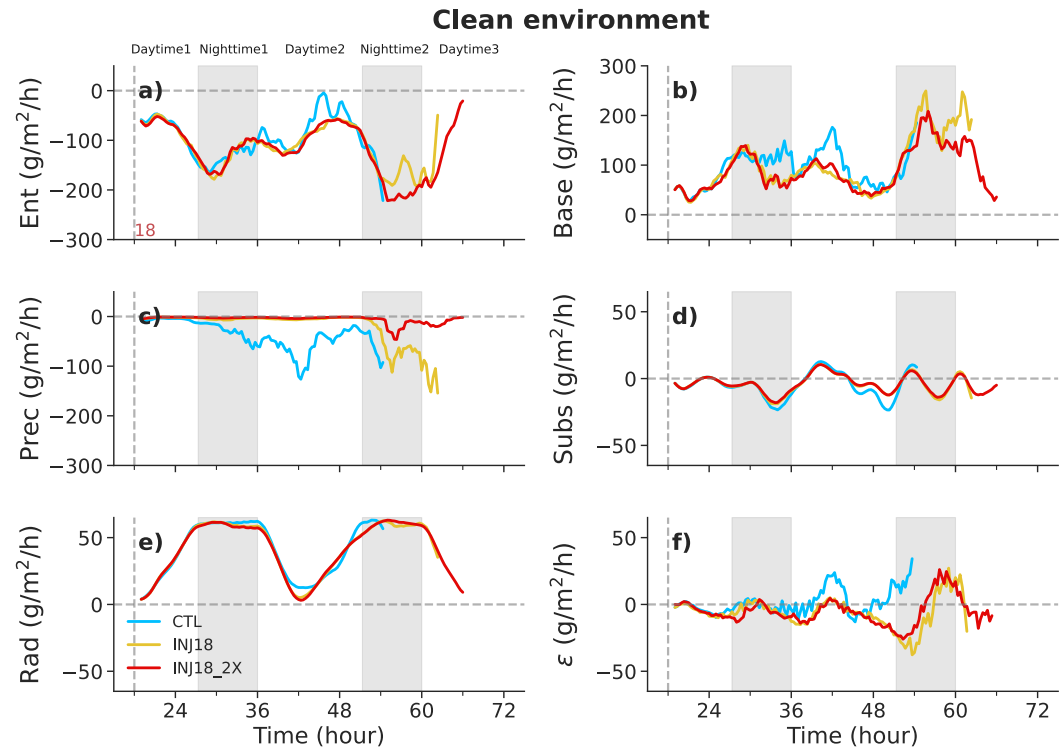 Clean environment
Daytime1 Nighttime1 Daytime2 Nighttime2 Daytime3
a)
Ent (g/m²/h)
0
−100
−200
−300
18
b)
Base (g/m²/h)
300
200
100
0
c)
Prec (g/m²/h)
0
−100
−200
−300
d)
Subs (g/m²/h)
50
0
−50
e)
Rad (g/m²/h)
50
0
−50
CTL
INJ18
INJ18_2X
24 36 48 60 72
Time (hour)
f)
ε (g/m²/h)
50
0
−50
24 36 48 60 72
Time (hour)